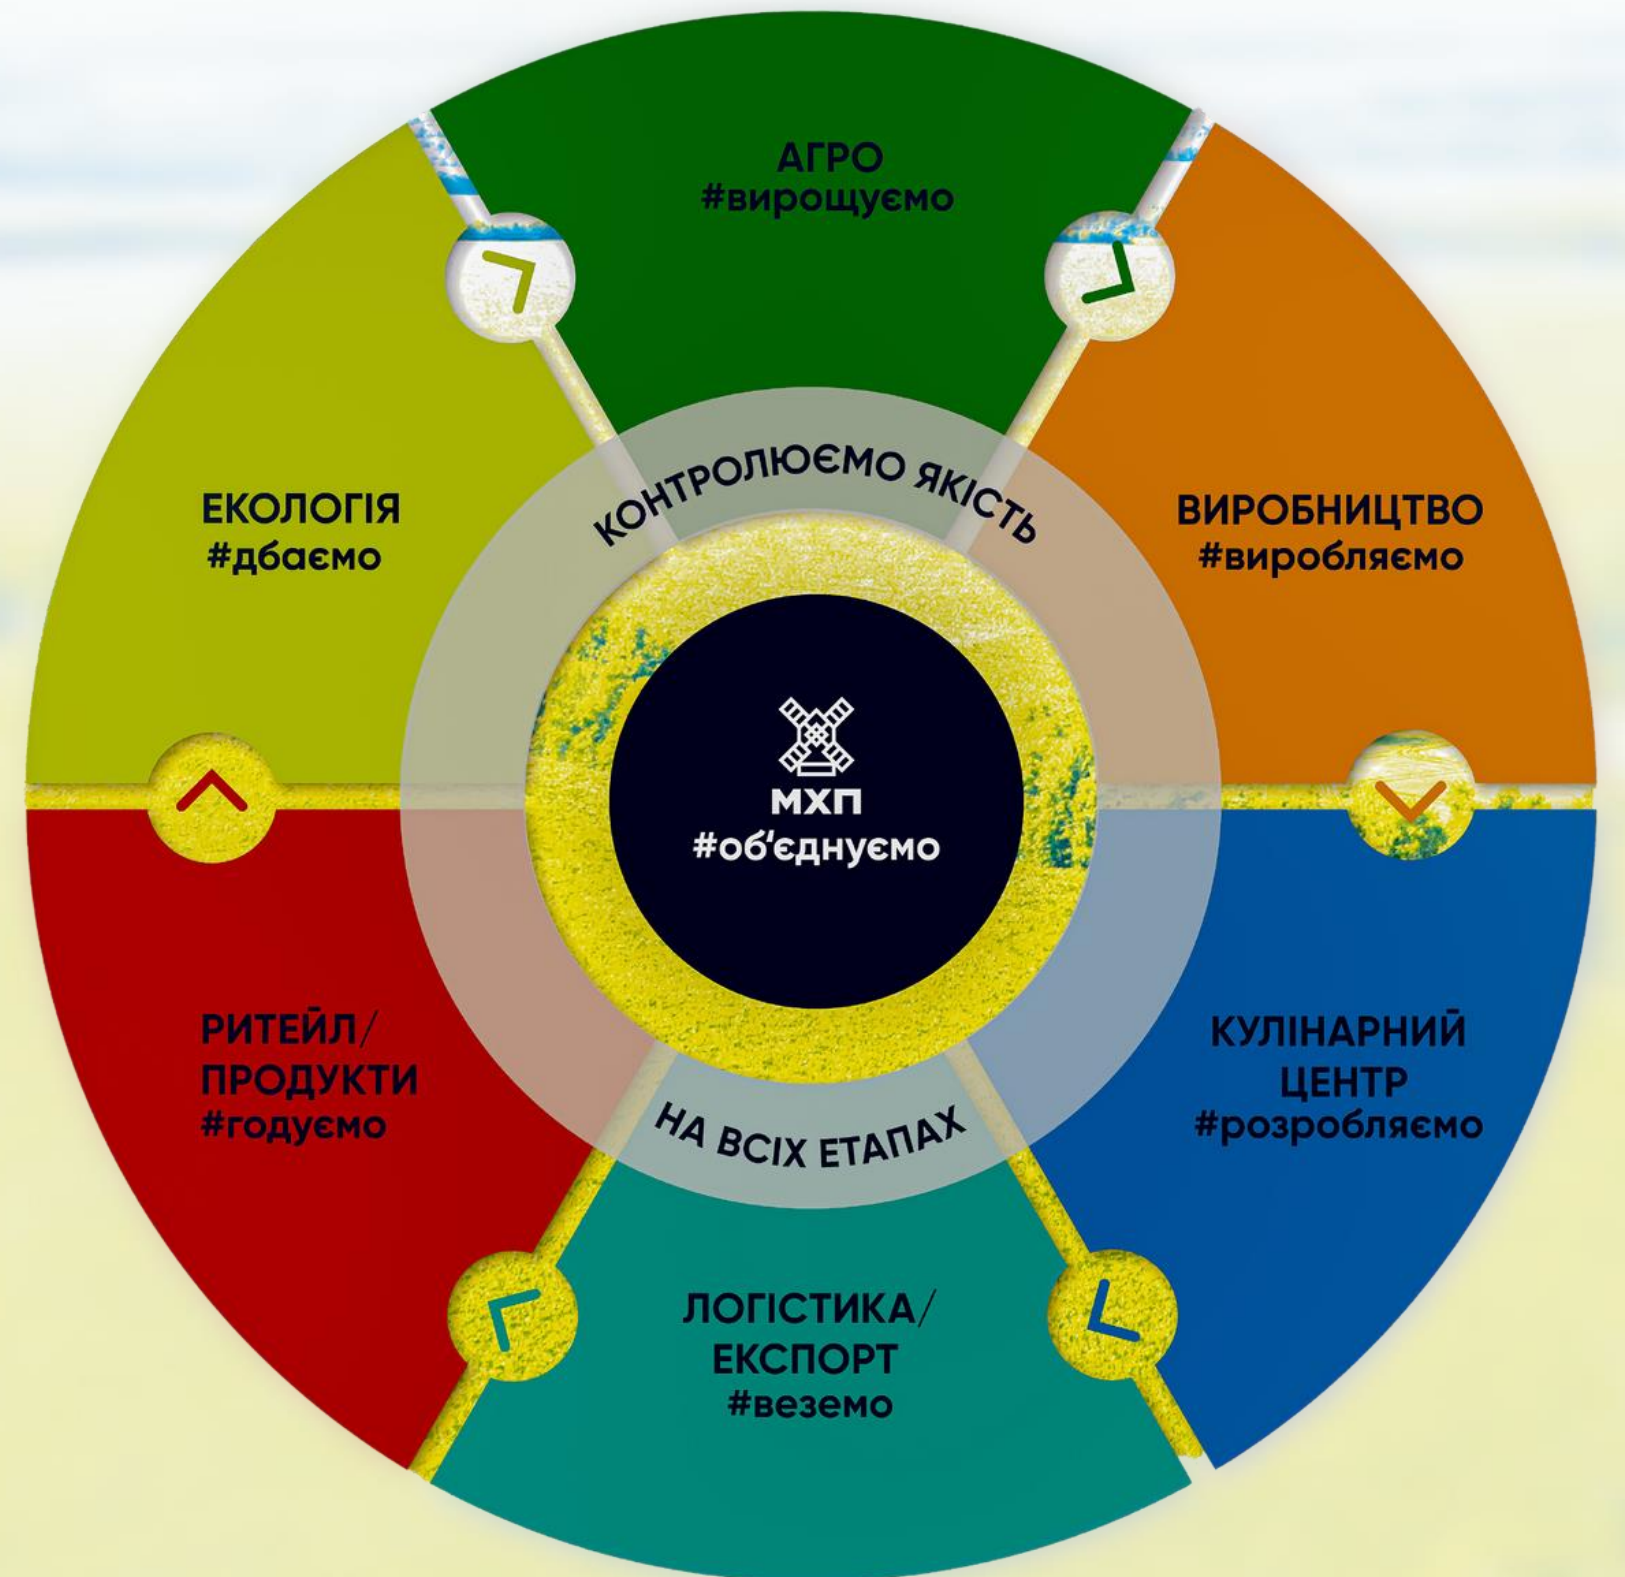 АГРО
#вирощуємо
ВИРОБНИЦТВО
#виробляємо
КУЛІНАРНИЙ
ЦЕНТР
#розробляємо
ЛОГІСТИКА/
ЕКСПОРТ
#веземо
РИТЕЙЛ/
ПРОДУКТИ
#годуємо
ЕКОЛОГІЯ
#дбаємо
КОНТРОЛЮЄМО ЯКІСТЬ
НА ВСІХ ЕТАПАХ
МХП
#об‘єднуємо